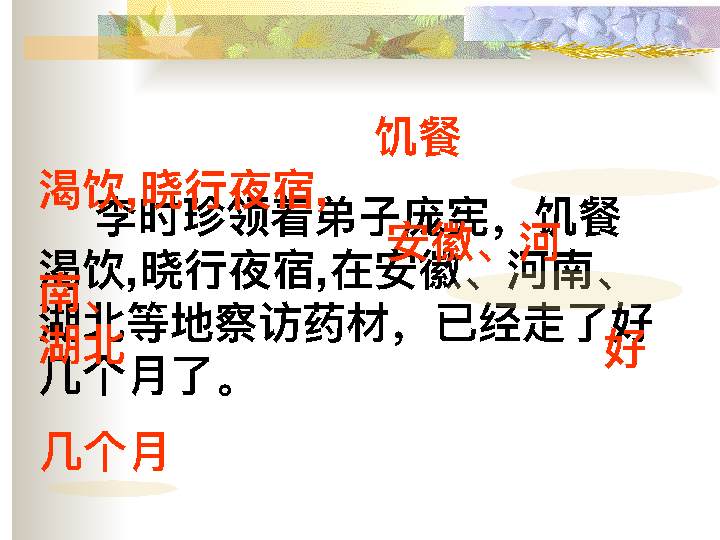 饥餐
渴饮,晓行夜宿,
李时珍领着弟子庞宪，饥餐
安徽、河
渴饮,晓行夜宿,在安徽、河南、
南、
湖北等地察访药材，已经走了好
湖北
好
几个月了。
几个月